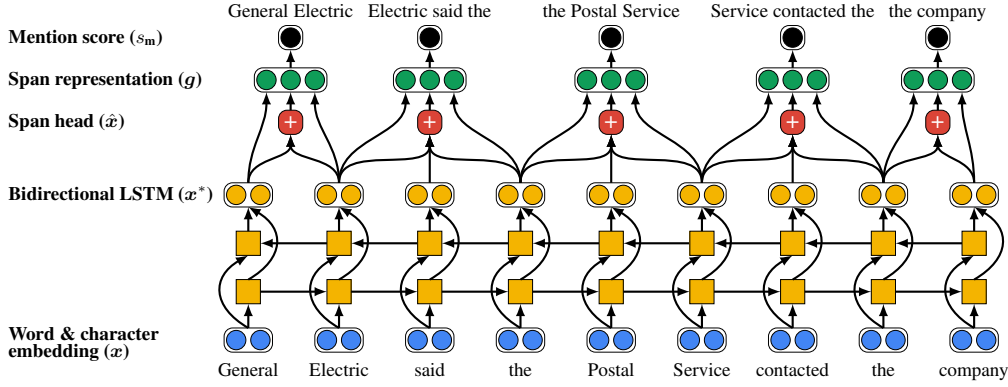 General Electric Electric said the the Postal Service Service contacted the the company
Mention score (sₘ)
Span representation (g)
Span head (x̂)
+ + + + +
Bidirectional LSTM (x*)
Word & character
embedding (x)
General Electric said the Postal Service contacted the company